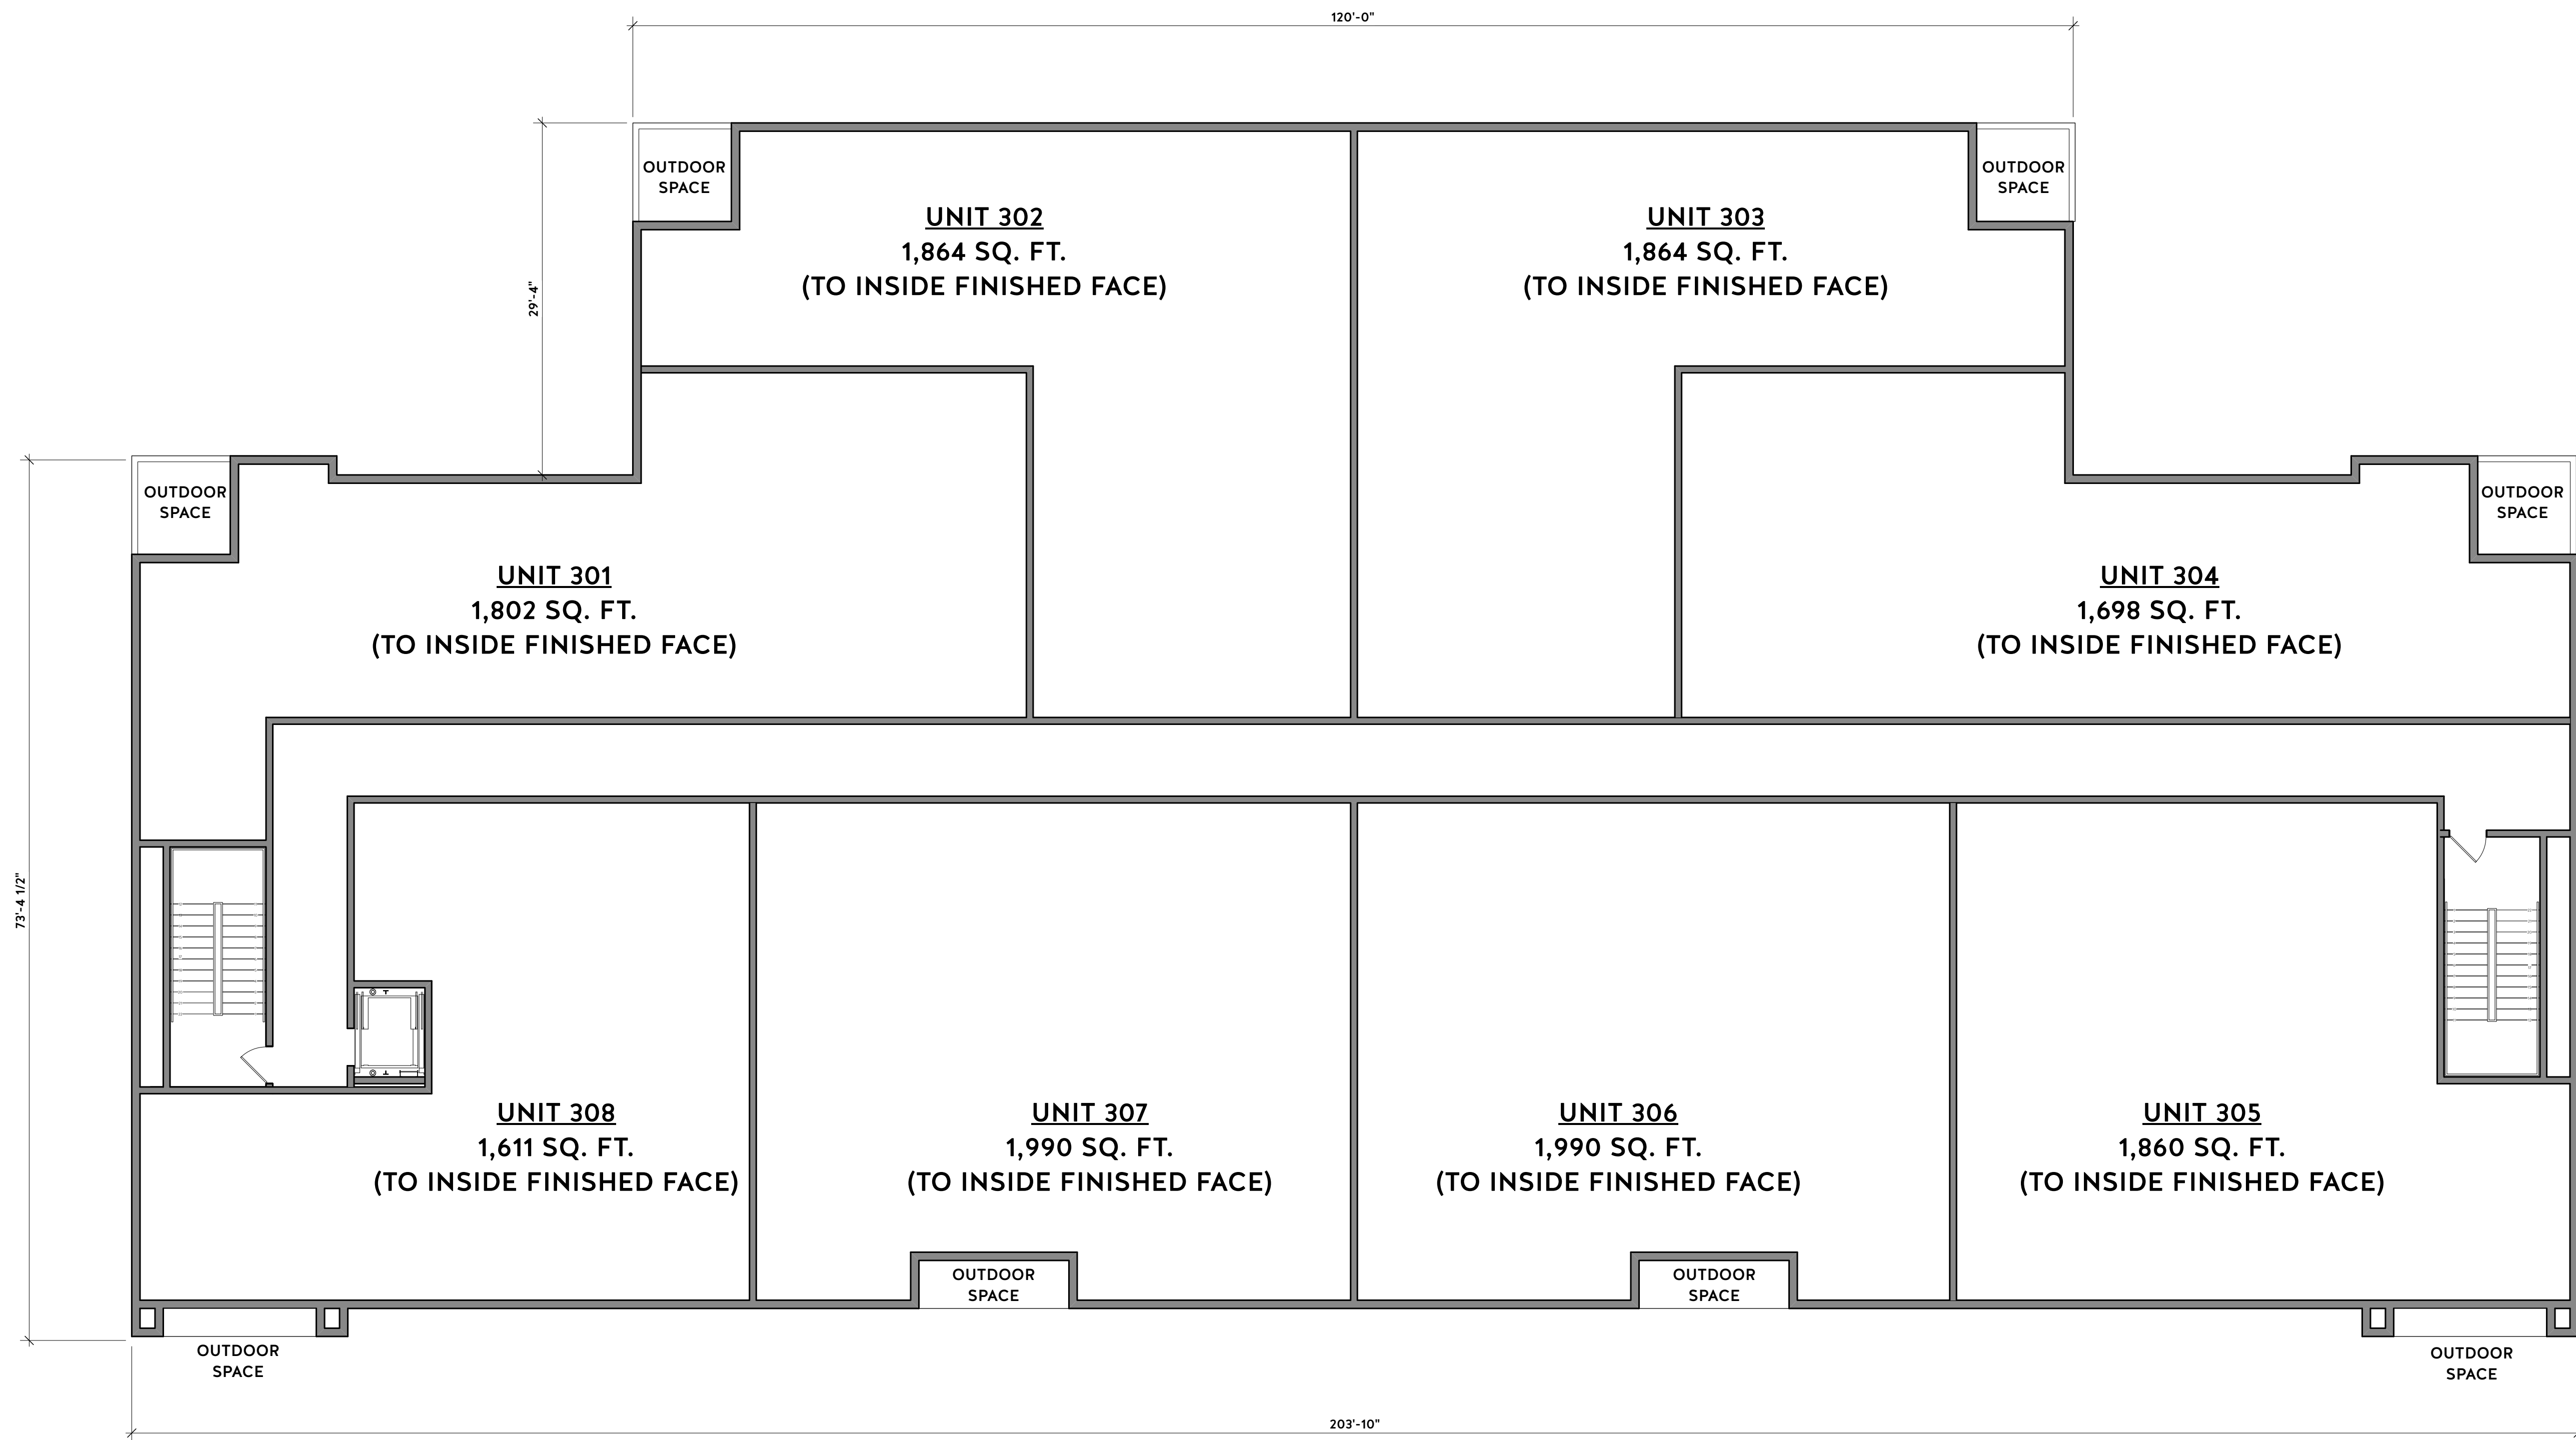 120'-0"
OUTDOOR
SPACE
OUTDOOR
SPACE
UNIT 302
1,864 SQ. FT.
(TO INSIDE FINISHED FACE)
UNIT 303
1,864 SQ. FT.
(TO INSIDE FINISHED FACE)
29'-4"
OUTDOOR
SPACE
OUTDOOR
SPACE
UNIT 301
1,802 SQ. FT.
(TO INSIDE FINISHED FACE)
UNIT 304
1,698 SQ. FT.
(TO INSIDE FINISHED FACE)
73'-4 1/2"
UNIT 308
1,611 SQ. FT.
(TO INSIDE FINISHED FACE)
UNIT 307
1,990 SQ. FT.
(TO INSIDE FINISHED FACE)
UNIT 306
1,990 SQ. FT.
(TO INSIDE FINISHED FACE)
UNIT 305
1,860 SQ. FT.
(TO INSIDE FINISHED FACE)
OUTDOOR
SPACE
OUTDOOR
SPACE
OUTDOOR
SPACE
OUTDOOR
SPACE
203'-10"